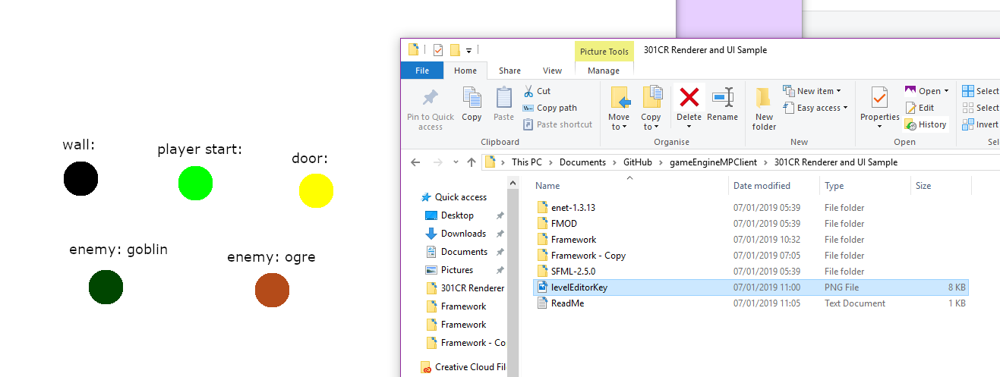 wall:
player start:
door:
enemy: goblin
enemy: ogre
Picture Tools
301CR Renderer and UI Sample
File
Home
Share
View
Manage
Pin to Quick access
Copy
Paste
Cut
Copy path
Paste shortcut
Clipboard
Move to
Copy to
Delete
Rename
Organise
New folder
New item
Easy access
New
Properties
Open
Edit
History
Open
Select
Select
Invert
Sel
This PC
Documents
GitHub
gameEngineMPClient
301CR Renderer and UI Sample
Quick access
Desktop
Downloads
Documents
Pictures
301CR Renderer
Framework
Framework
Framework - Co
Creative Cloud Fil
Name Date modified Type Size
enet-1.3.13 07/01/2019 05:39 File folder
FMOD 07/01/2019 05:39 File folder
Framework 07/01/2019 10:32 File folder
Framework - Copy 07/01/2019 07:05 File folder
SFML-2.5.0 07/01/2019 05:39 File folder
levelEditorKey 07/01/2019 11:00 PNG File 8 KB
ReadMe 07/01/2019 11:05 Text Document 1 KB